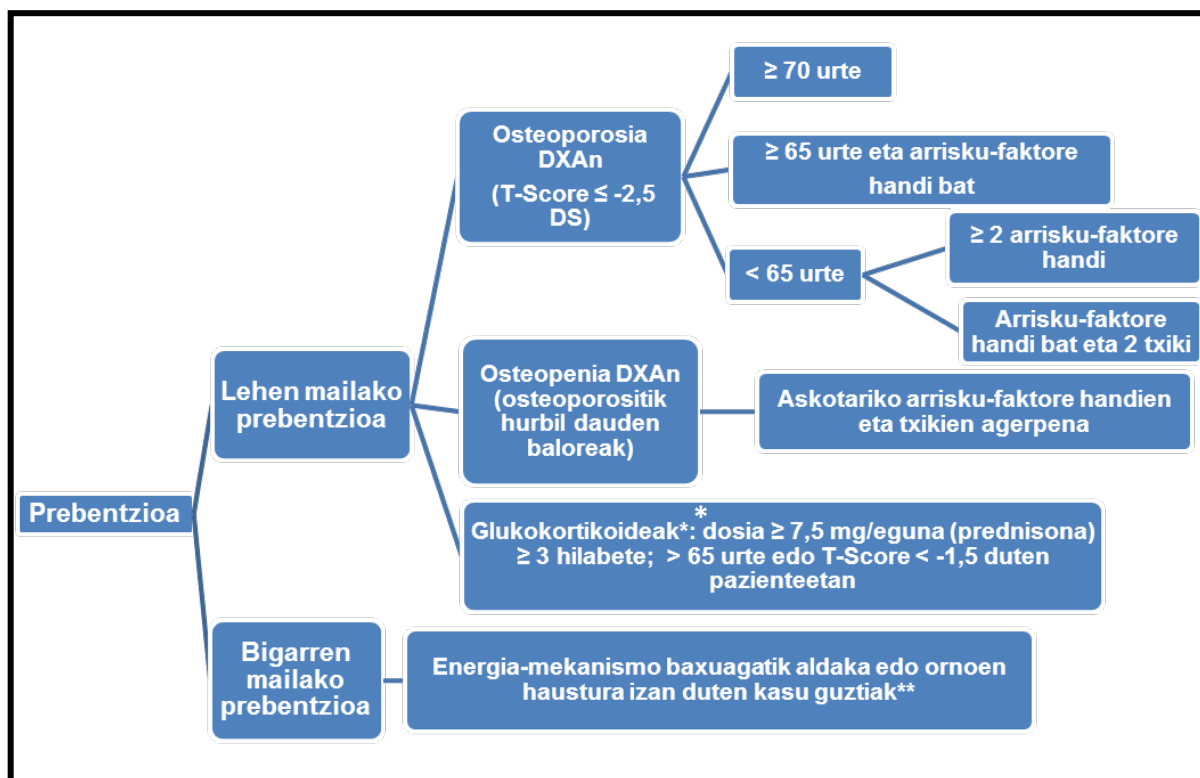 Prebentzioa
Lehen mailako
prebentzioa
Osteoporosia
DXAn
(T-Score ≤ -2,5
DS)
≥ 70 urte
≥ 65 urte eta arrisku-faktore
handi bat
< 65 urte
≥ 2 arrisku-faktore
handi
Arrisku-faktore
handi bat eta 2 txiki
Osteopenia DXAn
(osteoporositik
hurbil dauden
baloreak)
Askotariko arrisku-faktore handien
eta txikien agerpena
*
Glukokortikoideak*: dosia ≥ 7,5 mg/eguna (prednisona)
≥ 3 hilabete; > 65 urte edo T-Score < -1,5 duten
pazienteetan
Bigarren
mailako
prebentzioa
Energia-mekanismo baxuagatik aldaka edo ornoen
haustura izan duten kasu guztiak**